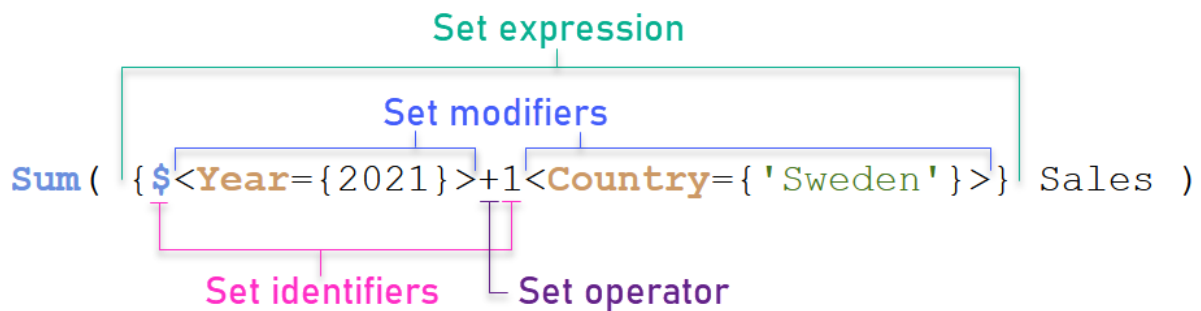 Set expression
Set modifiers
Sum( {$<Year={2021}>+1<Country={'Sweden'}>} Sales )
Set identifiers Set operator